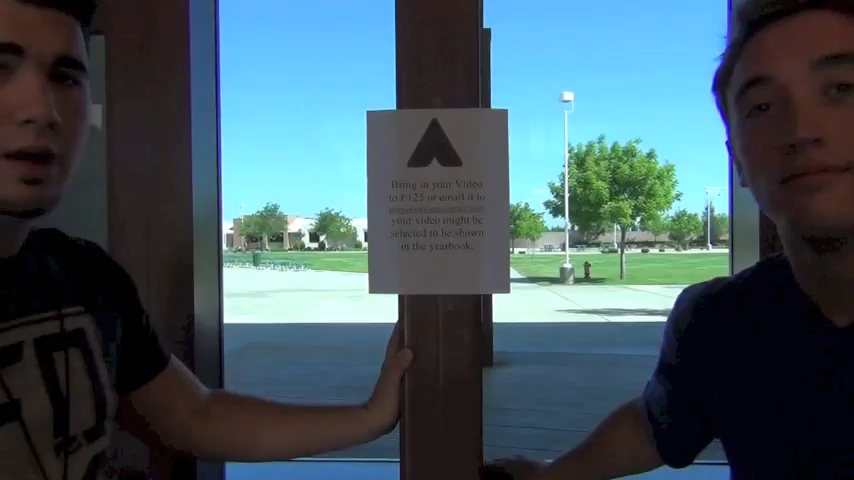 Bring in your Video
to F125 or email it to
your video might be
selected to be shown
in the yearbook.